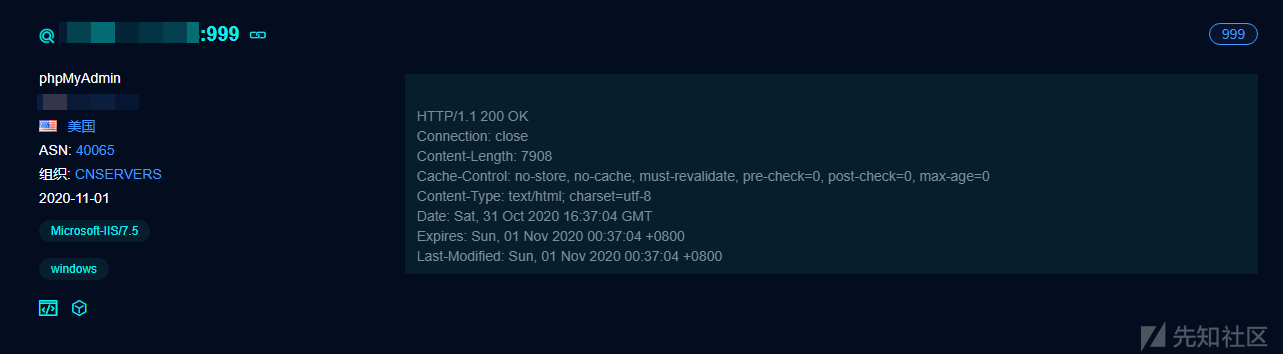 :999
999
phpMyAdmin
美国
ASN: 40065
组织: CNSERVERS
2020-11-01
Microsoft-IIS/7.5
windows
HTTP/1.1 200 OK
Connection: close
Content-Length: 7908
Cache-Control: no-store, no-cache, must-revalidate, pre-check=0, post-check=0, max-age=0
Content-Type: text/html; charset=utf-8
Date: Sat, 31 Oct 2020 16:37:04 GMT
Expires: Sun, 01 Nov 2020 00:37:04 +0800
Last-Modified: Sun, 01 Nov 2020 00:37:04 +0800
先知社区